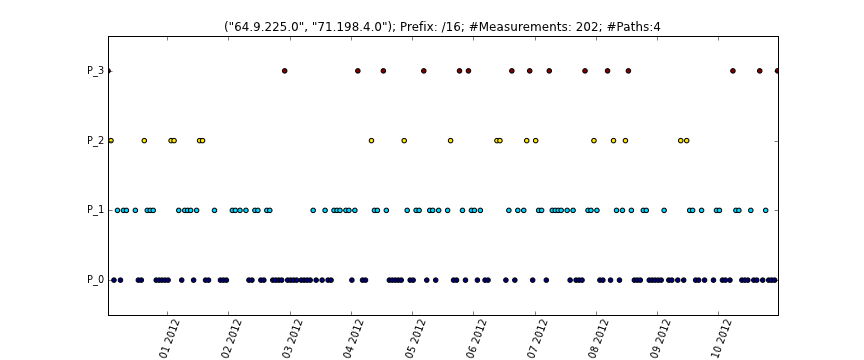 ("64.9.225.0", "71.198.4.0"); Prefix: /16; #Measurements: 202; #Paths:4
P_3
P_2
P_1
P_0
01 2012
02 2012
03 2012
04 2012
05 2012
06 2012
07 2012
08 2012
09 2012
10 2012